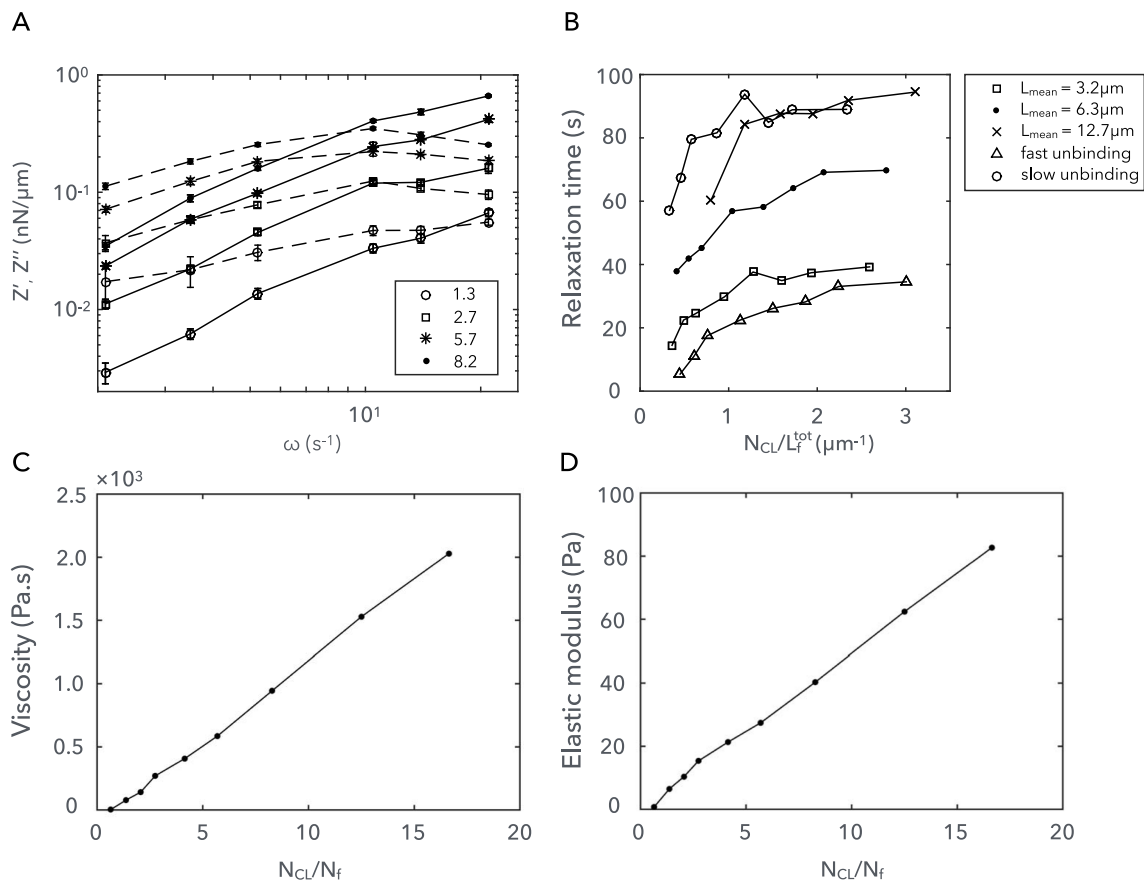 A
10⁰
10⁻¹
10⁻²
Z', Z'' (nN/μm)
1.3
2.7
5.7
8.2
10¹
ω (s⁻¹)
B
100
80
60
40
20
0
Relaxation time (s)
0 1 2 3
N_CL/L_f^tot (μm⁻¹)
L_mean = 3.2μm
L_mean = 6.3μm
L_mean = 12.7μm
fast unbinding
slow unbinding
C
×10³
2.5
2.0
1.5
1.0
0.5
0
Viscosity (Pa.s)
0 5 10 15 20
N_CL/N_f
D
100
80
60
40
20
0
Elastic modulus (Pa)
0 5 10 15 20
N_CL/N_f